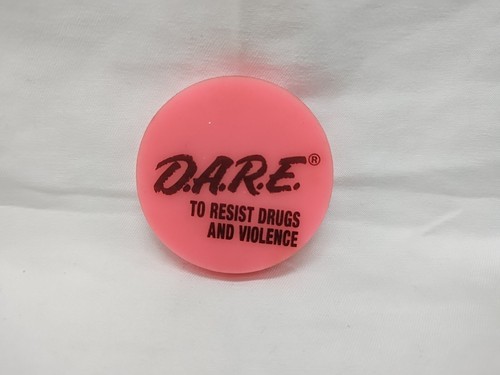 D.A.R.E.®
TO RESIST DRUGS
AND VIOLENCE